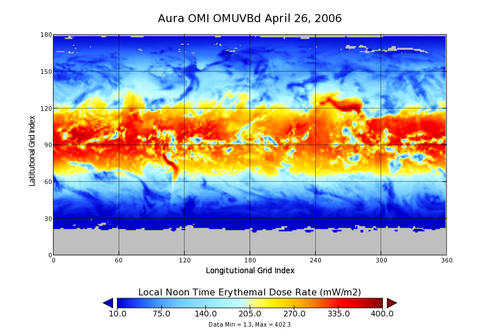 Aura OMI OMUVBd April 26, 2006
180
150
120
90
60
30
0
Latitutional Grid Index
0 60 120 180 240 300 360
Longitutional Grid Index
Local Noon Time Erythemal Dose Rate (mW/m2)
10.0 75.0 140.0 205.0 270.0 335.0 400.0
Data Min = 1.3, Max = 402.3